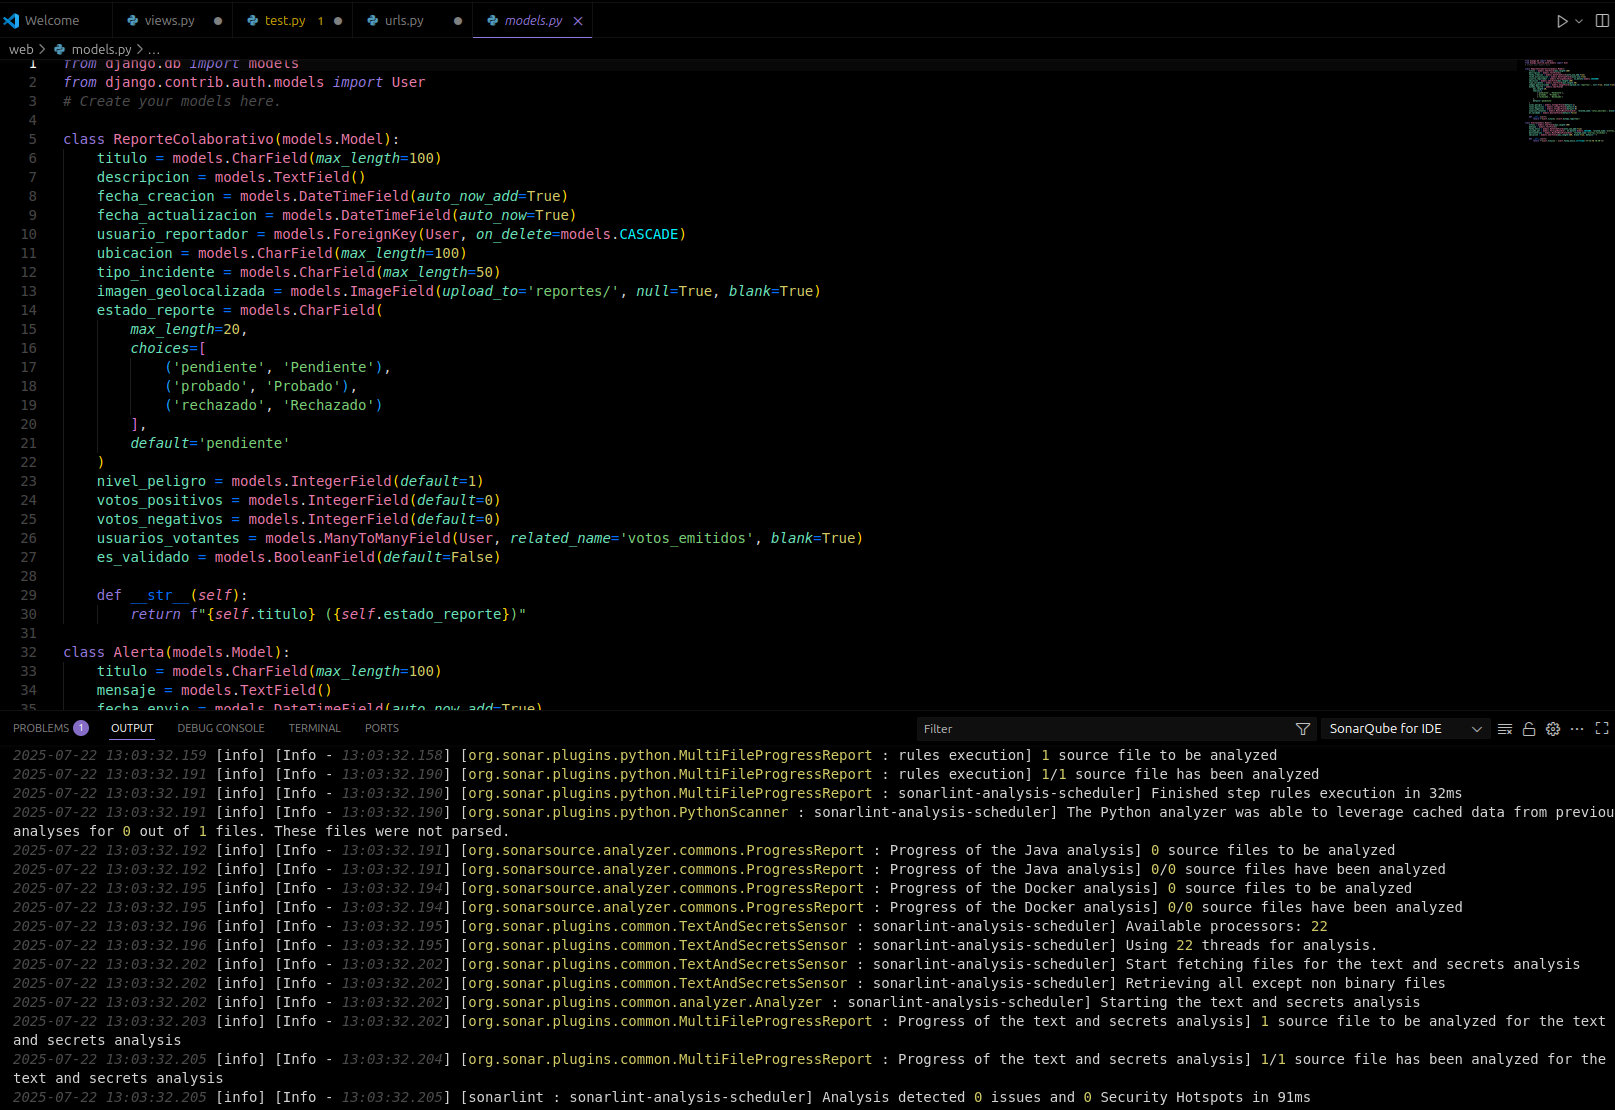 Welcome views.py test.py 1 urls.py models.py
web > models.py > ...
1 from django.db import models
2 from django.contrib.auth.models import User
3 # Create your models here.
4
5 class ReporteColaborativo(models.Model):
6 titulo = models.CharField(max_length=100)
7 descripcion = models.TextField()
8 fecha_creacion = models.DateTimeField(auto_now_add=True)
9 fecha_actualizacion = models.DateTimeField(auto_now=True)
10 usuario_reportador = models.ForeignKey(User, on_delete=models.CASCADE)
11 ubicacion = models.CharField(max_length=100)
12 tipo_incidente = models.CharField(max_length=50)
13 imagen_geolocalizada = models.ImageField(upload_to='reportes/', null=True, blank=True)
14 estado_reporte = models.CharField(
15 max_length=20,
16 choices=[
17 ('pendiente', 'Pendiente'),
18 ('probado', 'Probado'),
19 ('rechazado', 'Rechazado')
20 ],
21 default='pendiente'
22 )
23 nivel_peligro = models.IntegerField(default=1)
24 votos_positivos = models.IntegerField(default=0)
25 votos_negativos = models.IntegerField(default=0)
26 usuarios_votantes = models.ManyToManyField(User, related_name='votos_emitidos', blank=True)
27 es_validado = models.BooleanField(default=False)
28
29 def __str__(self):
30 return f"{self.titulo} ({self.estado_reporte})"
31
32 class Alerta(models.Model):
33 titulo = models.CharField(max_length=100)
34 mensaje = models.TextField()
35 fecha_envio = models.DateTimeField(auto_now_add=True)
PROBLEMS 1 OUTPUT DEBUG CONSOLE TERMINAL PORTS Filter SonarQube for IDE
2025-07-22 13:03:32.159 [info] [Info - 13:03:32.158] [org.sonar.plugins.python.MultiFileProgressReport : rules execution] 1 source file to be analyzed
2025-07-22 13:03:32.191 [info] [Info - 13:03:32.190] [org.sonar.plugins.python.MultiFileProgressReport : rules execution] 1/1 source file has been analyzed
2025-07-22 13:03:32.191 [info] [Info - 13:03:32.190] [org.sonar.plugins.python.MultiFileProgressReport : sonarlint-analysis-scheduler] Finished step rules execution in 32ms
2025-07-22 13:03:32.191 [info] [Info - 13:03:32.190] [org.sonar.plugins.python.PythonScanner : sonarlint-analysis-scheduler] The Python analyzer was able to leverage cached data from previou
analyses for 0 out of 1 files. These files were not parsed.
2025-07-22 13:03:32.192 [info] [Info - 13:03:32.191] [org.sonarsource.analyzer.commons.ProgressReport : Progress of the Java analysis] 0 source files to be analyzed
2025-07-22 13:03:32.192 [info] [Info - 13:03:32.191] [org.sonarsource.analyzer.commons.ProgressReport : Progress of the Java analysis] 0/0 source files have been analyzed
2025-07-22 13:03:32.195 [info] [Info - 13:03:32.194] [org.sonarsource.analyzer.commons.ProgressReport : Progress of the Docker analysis] 0 source files to be analyzed
2025-07-22 13:03:32.195 [info] [Info - 13:03:32.194] [org.sonarsource.analyzer.commons.ProgressReport : Progress of the Docker analysis] 0/0 source files have been analyzed
2025-07-22 13:03:32.196 [info] [Info - 13:03:32.195] [org.sonar.plugins.common.TextAndSecretsSensor : sonarlint-analysis-scheduler] Available processors: 22
2025-07-22 13:03:32.196 [info] [Info - 13:03:32.195] [org.sonar.plugins.common.TextAndSecretsSensor : sonarlint-analysis-scheduler] Using 22 threads for analysis.
2025-07-22 13:03:32.202 [info] [Info - 13:03:32.202] [org.sonar.plugins.common.TextAndSecretsSensor : sonarlint-analysis-scheduler] Start fetching files for the text and secrets analysis
2025-07-22 13:03:32.202 [info] [Info - 13:03:32.202] [org.sonar.plugins.common.TextAndSecretsSensor : sonarlint-analysis-scheduler] Retrieving all except non binary files
2025-07-22 13:03:32.202 [info] [Info - 13:03:32.202] [org.sonar.plugins.common.analyzer.Analyzer : sonarlint-analysis-scheduler] Starting the text and secrets analysis
2025-07-22 13:03:32.203 [info] [Info - 13:03:32.202] [org.sonar.plugins.common.MultiFileProgressReport : Progress of the text and secrets analysis] 1 source file to be analyzed for the text
and secrets analysis
2025-07-22 13:03:32.205 [info] [Info - 13:03:32.204] [org.sonar.plugins.common.MultiFileProgressReport : Progress of the text and secrets analysis] 1/1 source file has been analyzed for the
text and secrets analysis
2025-07-22 13:03:32.205 [info] [Info - 13:03:32.205] [sonarlint : sonarlint-analysis-scheduler] Analysis detected 0 issues and 0 Security Hotspots in 91ms